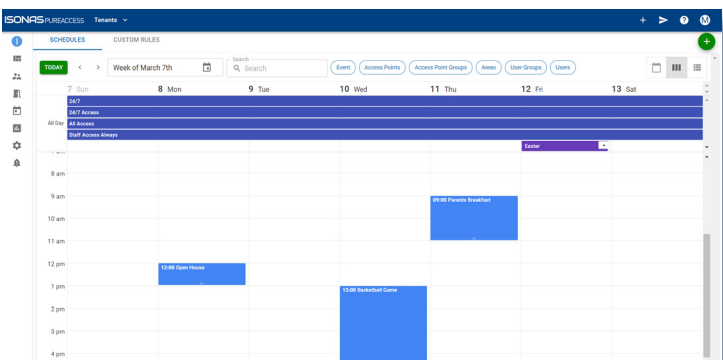 ISONAS PUREACCESS Tenants
SCHEDULES CUSTOM RULES
TODAY Week of March 7th Search Search Event Access Points Access Point Groups Areas User Groups Users
7 Sun 8 Mon 9 Tue 10 Wed 11 Thu 12 Fri 13 Sat
24/7
24/7 Access
All Day All Access
Staff Access Always
Easter
8 am
9 am 09:00 Parents Breakfast
10 am
11 am
12 pm 12:00 Open House
1 pm 13:00 Basketball Game
2 pm
3 pm
4 pm